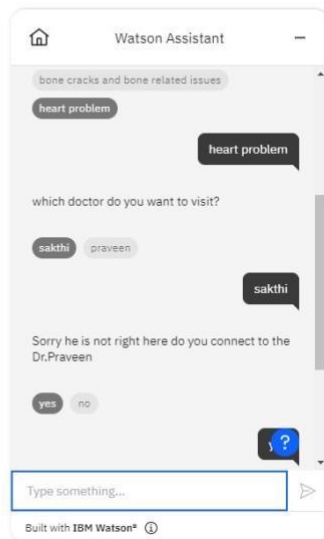 Watson Assistant
bone cracks and bone related issues
heart problem
heart problem
which doctor do you want to visit?
sakthi praveen
sakthi
Sorry he is not right here do you connect to the
Dr.Praveen
yes no
?
Type something...
Built with IBM Watson®